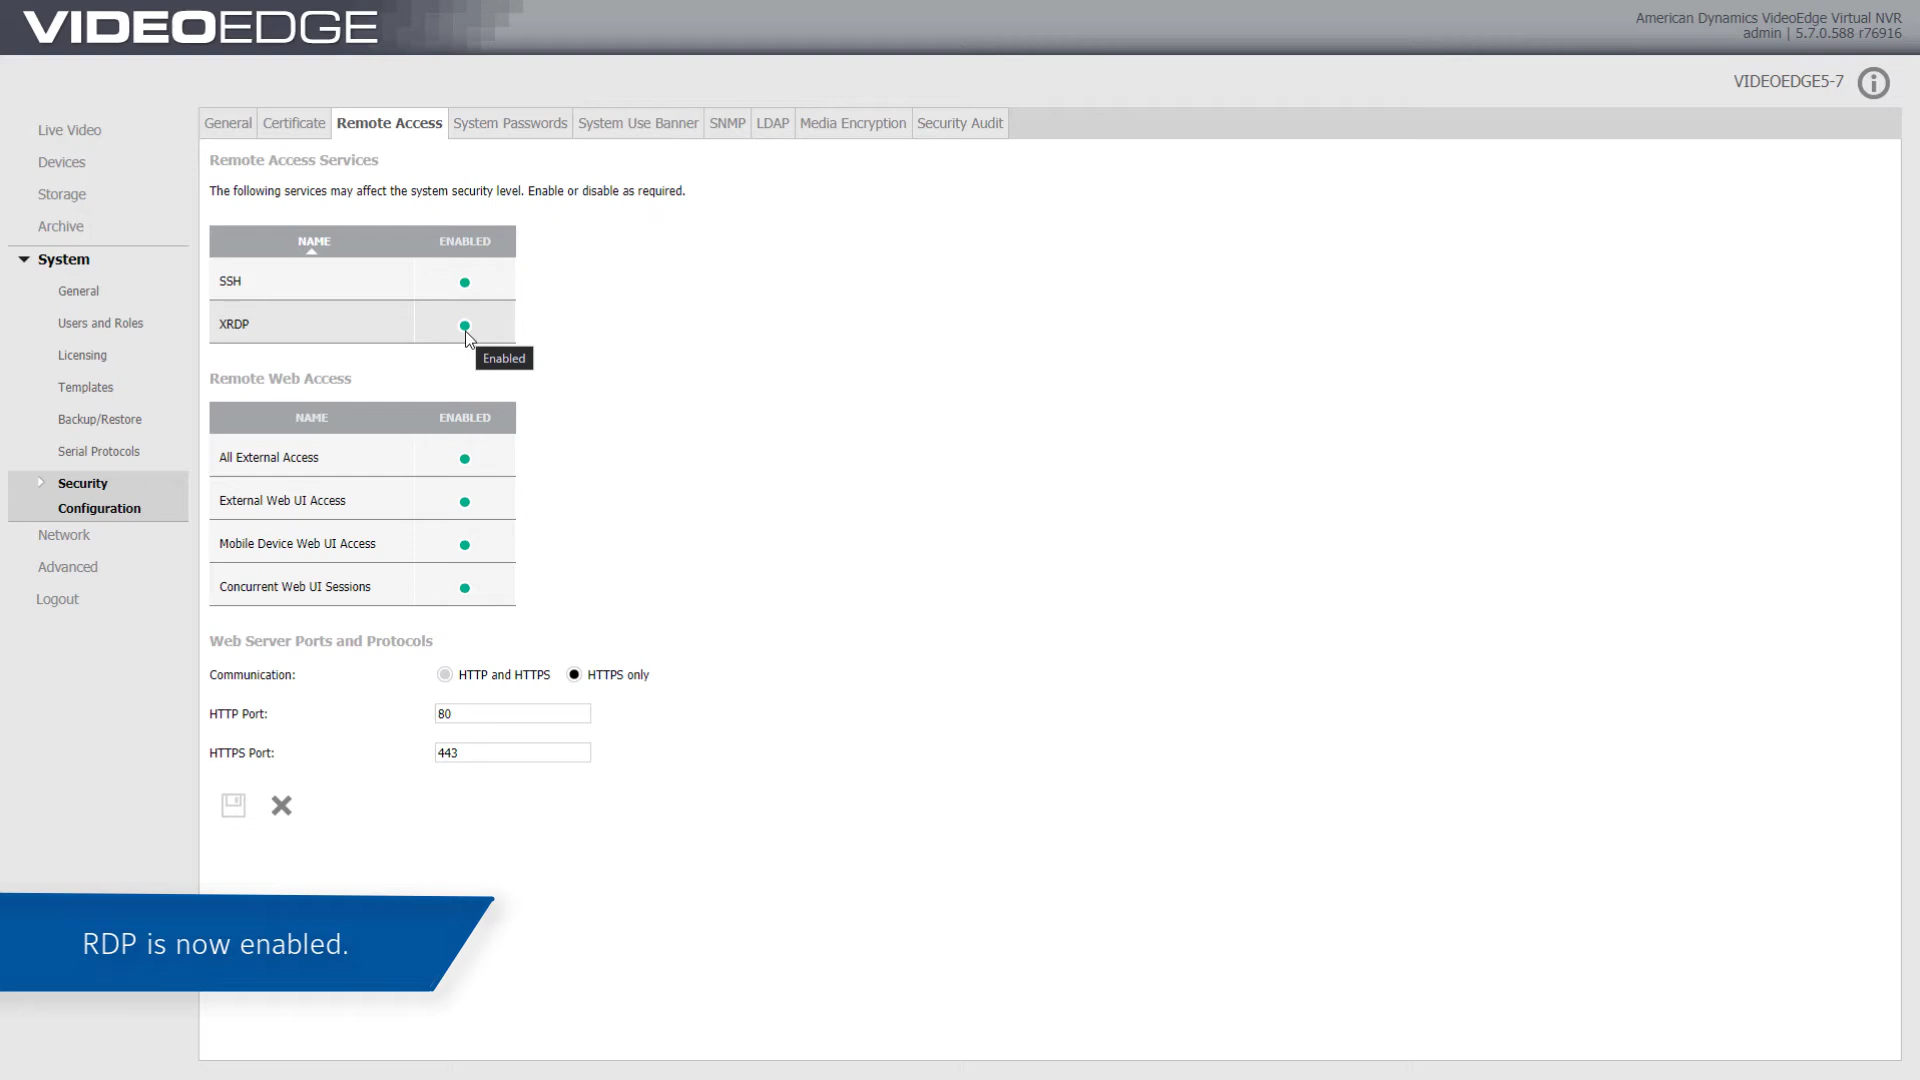 VIDEOEDGE
American Dynamics VideoEdge Virtual NVR
admin | 5.7.0.588 r76916
VIDEOEDGE5-7
Live Video
Devices
Storage
Archive
System
General
Users and Roles
Licensing
Templates
Backup/Restore
Serial Protocols
Security
Configuration
Network
Advanced
Logout
General Certificate Remote Access System Passwords System Use Banner SNMP LDAP Media Encryption Security Audit
Remote Access Services
The following services may affect the system security level. Enable or disable as required.
NAME ENABLED
SSH
XRDP
Enabled
Remote Web Access
NAME ENABLED
All External Access
External Web UI Access
Mobile Device Web UI Access
Concurrent Web UI Sessions
Web Server Ports and Protocols
Communication: HTTP and HTTPS HTTPS only
HTTP Port: 80
HTTPS Port: 443
RDP is now enabled.